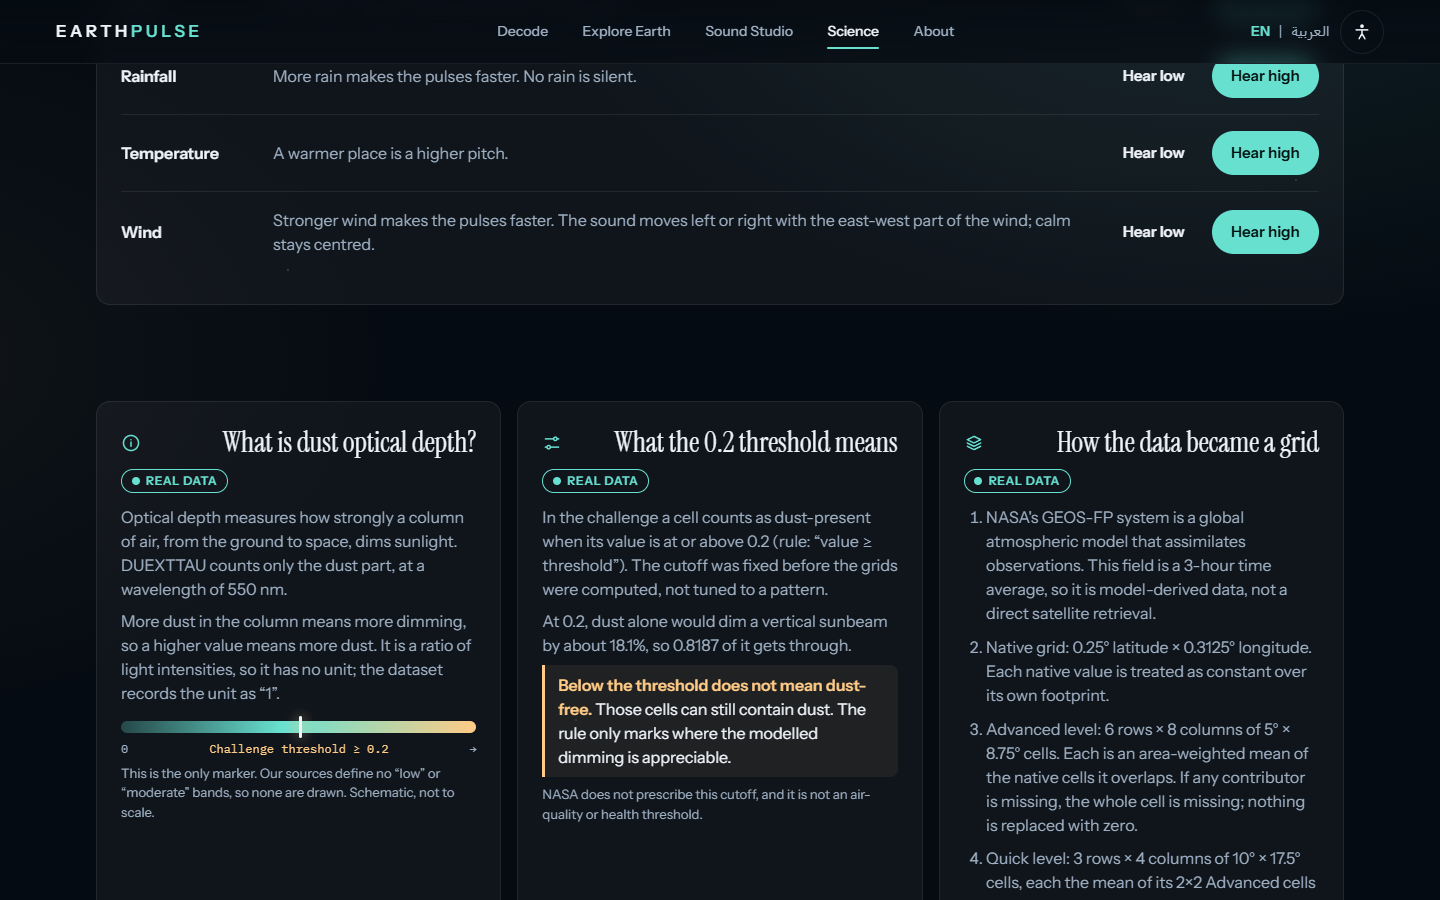 EARTHPULSE
Decode
Explore Earth
Sound Studio
Science
About
EN | العربية
Rainfall
More rain makes the pulses faster. No rain is silent.
Hear low
Hear high
Temperature
A warmer place is a higher pitch.
Hear low
Hear high
Wind
Stronger wind makes the pulses faster. The sound moves left or right with the east-west part of the wind; calm
stays centred.
Hear low
Hear high
What is dust optical depth?
REAL DATA
Optical depth measures how strongly a column
of air, from the ground to space, dims sunlight.
DUEXTTAU counts only the dust part, at a
wavelength of 550 nm.
More dust in the column means more dimming,
so a higher value means more dust. It is a ratio of
light intensities, so it has no unit; the dataset
records the unit as “1”.
0
Challenge threshold ≥ 0.2
→
This is the only marker. Our sources define no “low” or
“moderate” bands, so none are drawn. Schematic, not to
scale.
What the 0.2 threshold means
REAL DATA
In the challenge a cell counts as dust-present
when its value is at or above 0.2 (rule: “value ≥
threshold”). The cutoff was fixed before the grids
were computed, not tuned to a pattern.
At 0.2, dust alone would dim a vertical sunbeam
by about 18.1%, so 0.8187 of it gets through.
Below the threshold does not mean dust-
free. Those cells can still contain dust. The
rule only marks where the modelled
dimming is appreciable.
NASA does not prescribe this cutoff, and it is not an air-
quality or health threshold.
How the data became a grid
REAL DATA
1. NASA’s GEOS-FP system is a global
atmospheric model that assimilates
observations. This field is a 3-hour time
average, so it is model-derived data, not a
direct satellite retrieval.
2. Native grid: 0.25° latitude × 0.3125° longitude.
Each native value is treated as constant over
its own footprint.
3. Advanced level: 6 rows × 8 columns of 5° ×
8.75° cells. Each is an area-weighted mean of
the native cells it overlaps. If any contributor
is missing, the whole cell is missing; nothing
is replaced with zero.
4. Quick level: 3 rows × 4 columns of 10° × 17.5°
cells, each the mean of its 2×2 Advanced cells